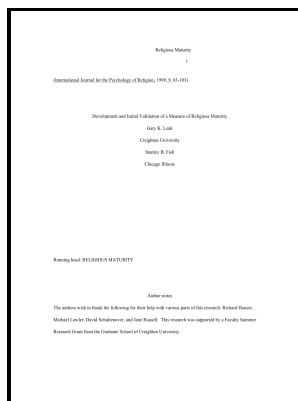 Religious Maturity
1
(International Journal for the Psychology of Religion, 1999, 9, 83-103)
Development and Initial Validation of a Measure of Religious Maturity
Gary K. Leak
Creighton University
Stanley B. Fish
Chicago Illinois
Running head: RELIGIOUS MATURITY
Author notes
The authors wish to thank the following for their help with various parts of this research: Richard Hauser,
Michael Lawler, David Schultenover, and Jane Russell. This research was supported by a Faculty Summer
Research Grant from the Graduate School of Creighton University.